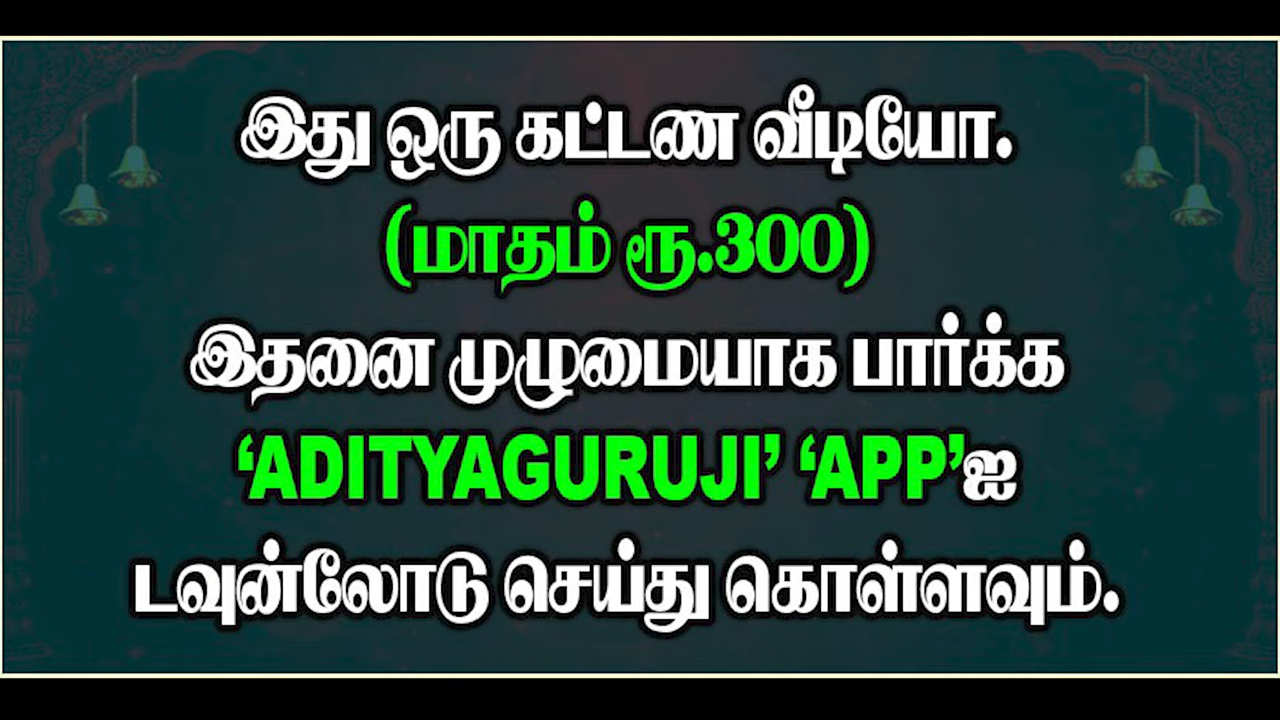 இது ஒரு கட்டண வீடியோ.
(மாதம் ரூ.300)
இதனை முழுமையாக பார்க்க
‘ADITYAGURUJI’ ‘APP’ஐ
டவுன்லோடு செய்து கொள்ளவும்.